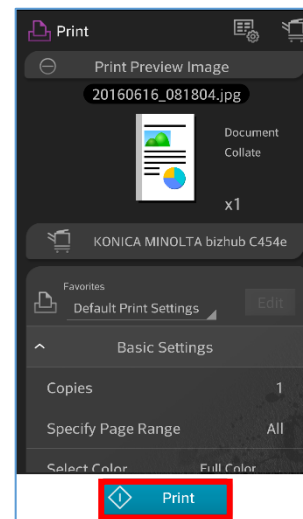 Print
Print Preview Image
20160616_081804.jpg
Document
Collate
x1
KONICA MINOLTA bizhub C454e
Favorites
Default Print Settings
Edit
Basic Settings
Copies 1
Specify Page Range All
Select Color Full Color
Print